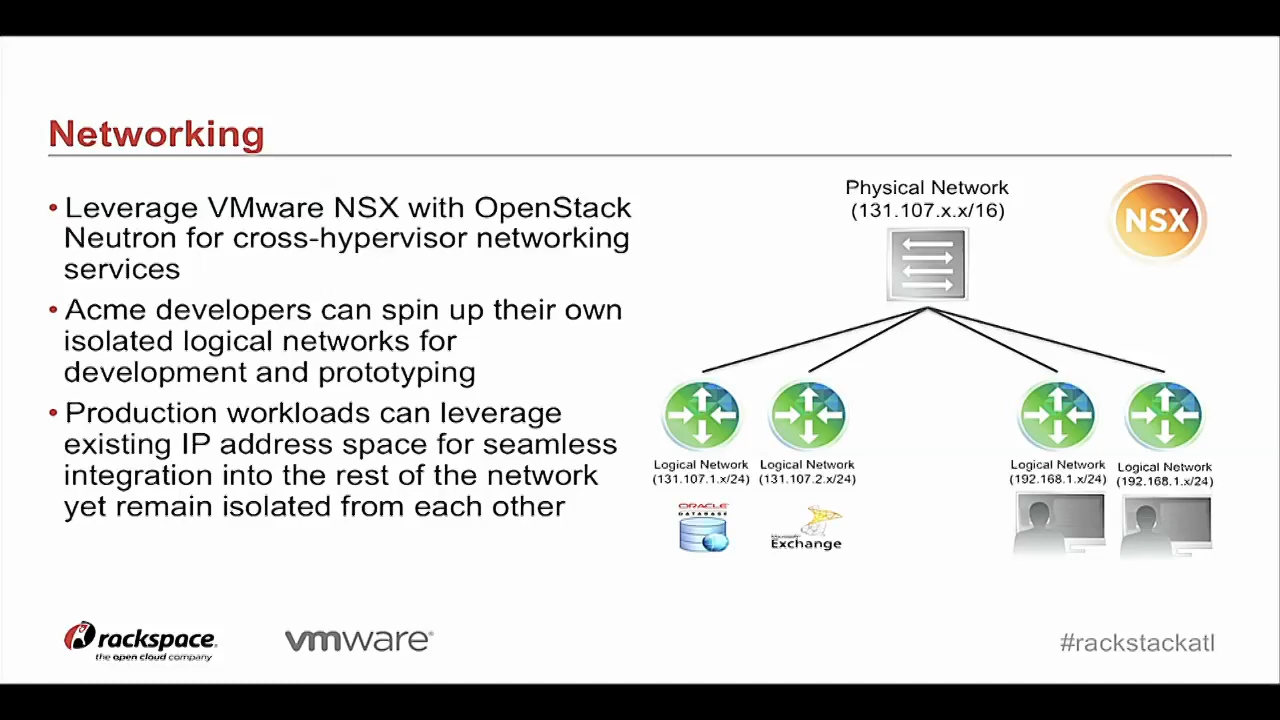 Networking
• Leverage VMware NSX with OpenStack
Neutron for cross-hypervisor networking
services
• Acme developers can spin up their own
isolated logical networks for
development and prototyping
• Production workloads can leverage
existing IP address space for seamless
integration into the rest of the network
yet remain isolated from each other
Physical Network
(131.107.x.x/16)
NSX
Logical Network
(131.107.1.x/24)
Logical Network
(131.107.2.x/24)
Logical Network
(192.168.1.x/24)
Logical Network
(192.168.1.x/24)
ORACLE
DATABASE
Microsoft
Exchange
rackspace.
the open cloud company
vmware®
#rackstackatl